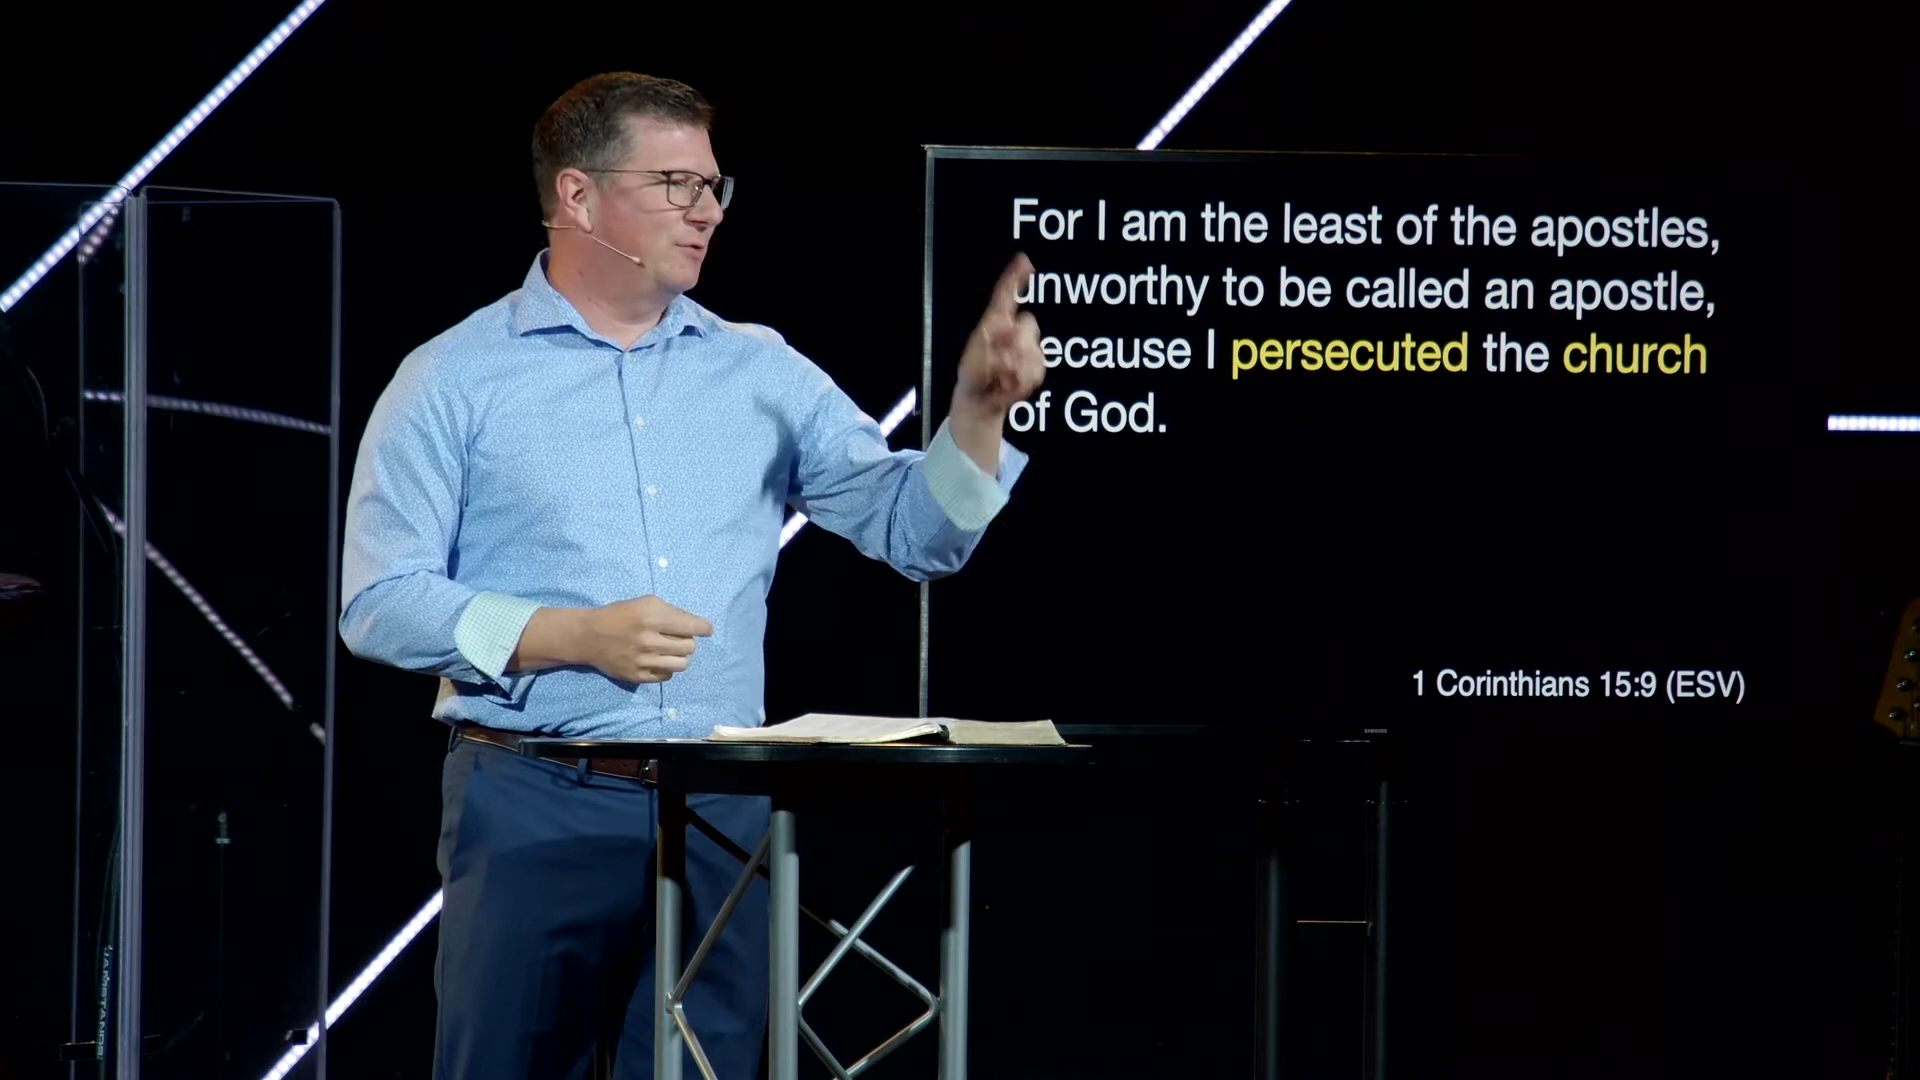 For I am the least of the apostles,
unworthy to be called an apostle,
because I persecuted the church
of God.
1 Corinthians 15:9 (ESV)
SAMSUNG